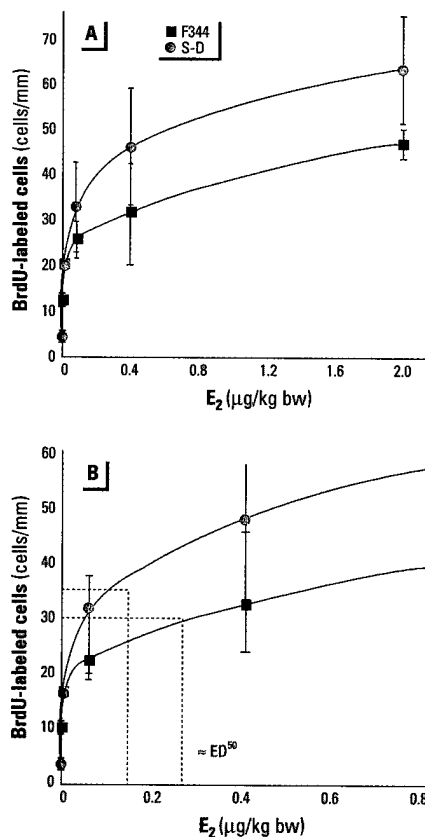 A
F344
S-D
BrdU-labeled cells (cells/mm)
70
60
50
40
30
20
10
0
0 0.4 0.8 1.2 1.6 2.0
E₂ (μg/kg bw)
B
BrdU-labeled cells (cells/mm)
60
50
40
30
20
10
0
≈ ED⁵⁰
0 0.2 0.4 0.6 0.8
E₂ (μg/kg bw)